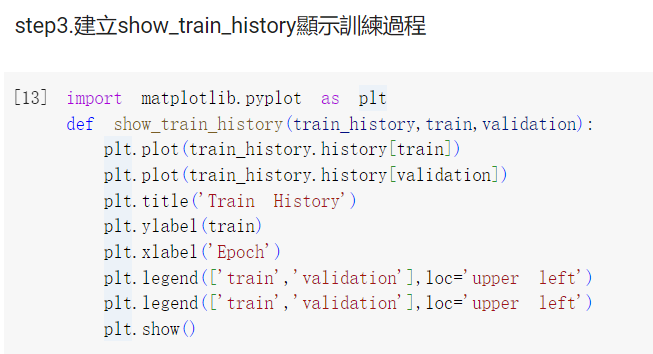 step3.建立show_train_history顯示訓練過程
[13] import matplotlib.pyplot as plt
def show_train_history(train_history,train,validation):
plt.plot(train_history.history[train])
plt.plot(train_history.history[validation])
plt.title('Train History')
plt.ylabel(train)
plt.xlabel('Epoch')
plt.legend(['train','validation'],loc='upper left')
plt.legend(['train','validation'],loc='upper left')
plt.show()